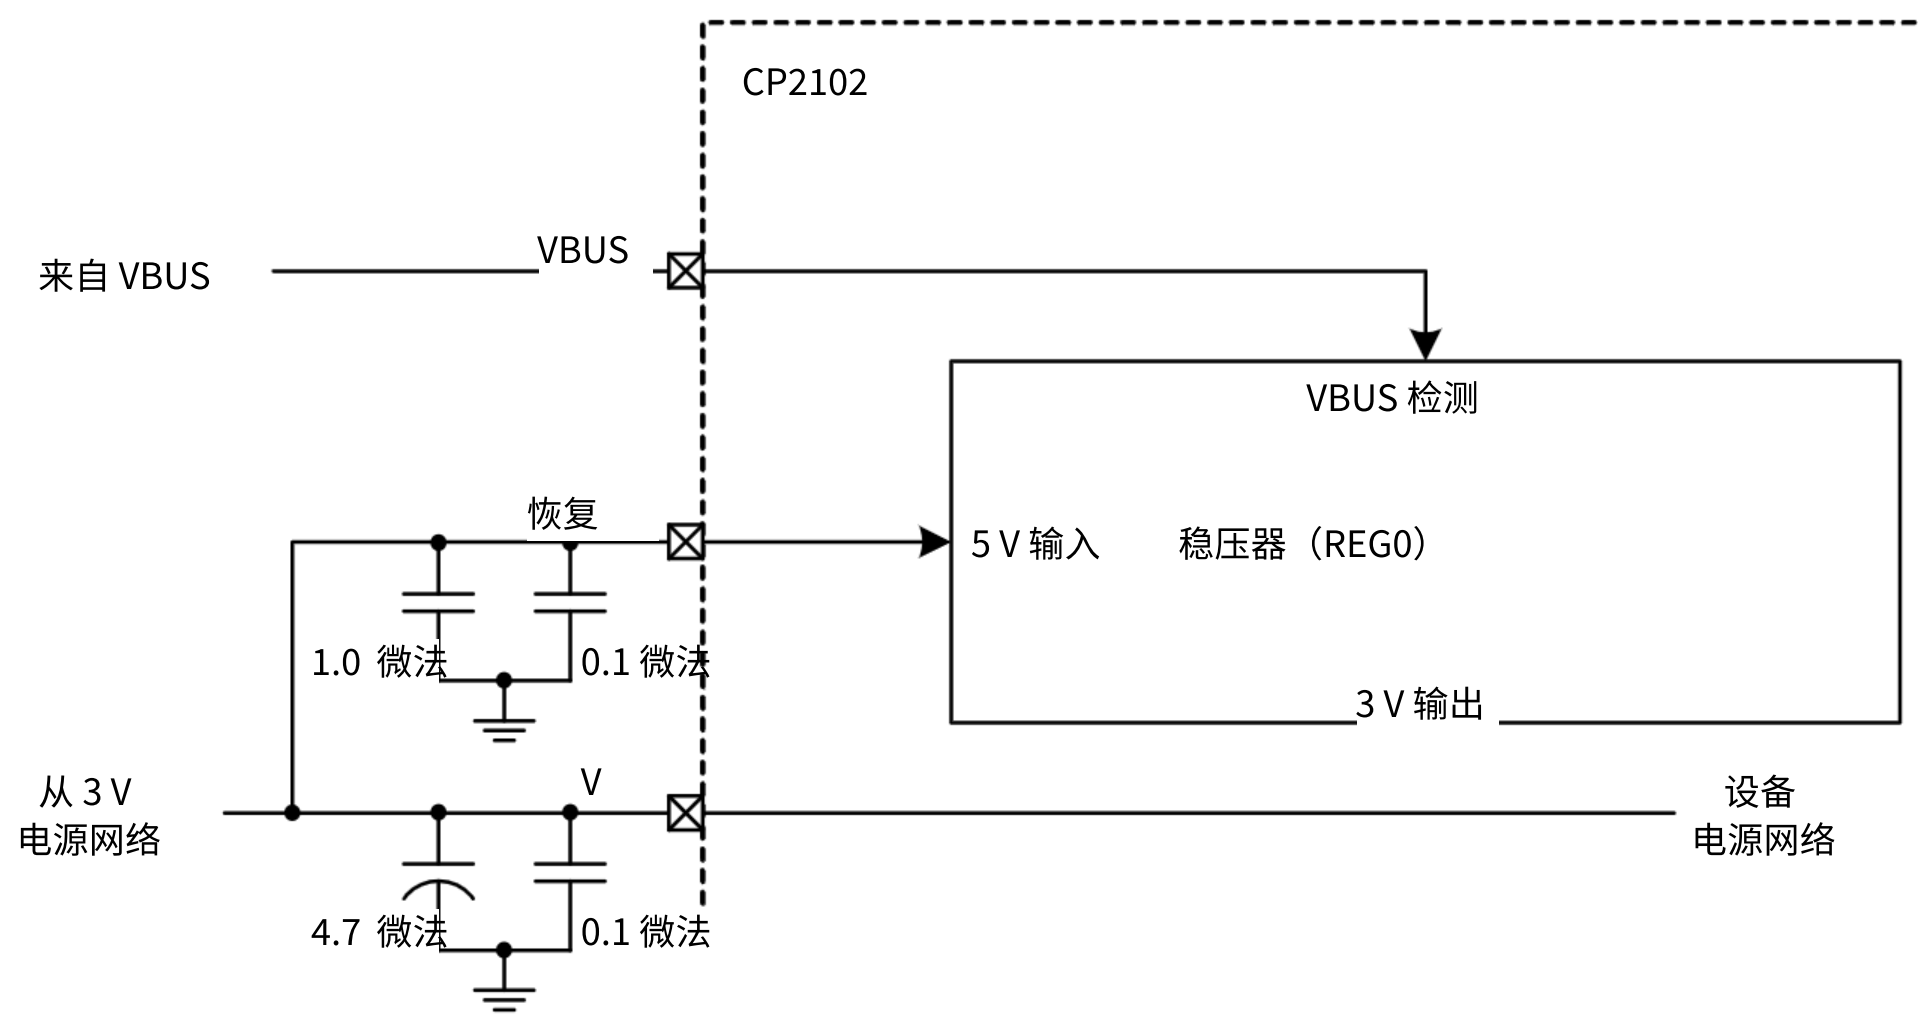 CP2102
VBUS
来自 VBUS
VBUS 检测
恢复
5 V 输入
稳压器（REG0）
1.0 微法
0.1 微法
3 V 输出
V
从 3 V
电源网络
设备
电源网络
4.7 微法
0.1 微法